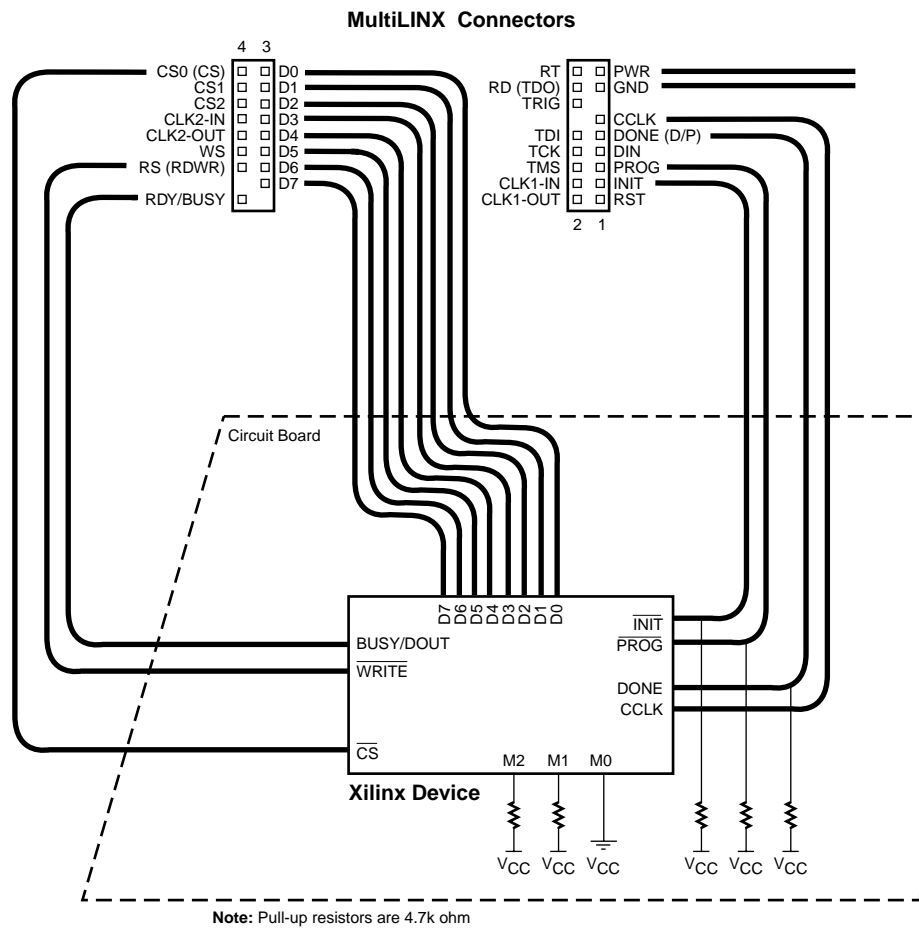 MultiLINX Connectors
4 3
CS0 (CS) D0
CS1 D1
CS2 D2
CLK2-IN D3
CLK2-OUT D4
WS D5
RS (RDWR) D6
D7
RDY/BUSY
RT PWR
RD (TDO) GND
TRIG
CCLK
TDI DONE (D/P)
TCK DIN
TMS PROG
CLK1-IN INIT
CLK1-OUT RST
2 1
Circuit Board
D7 D6 D5 D4 D3 D2 D1 D0
BUSY/DOUT
WRITE
CS
INIT
PROG
DONE
CCLK
M2 M1 M0
Xilinx Device
VCC VCC VCC VCC VCC VCC
Note: Pull-up resistors are 4.7k ohm